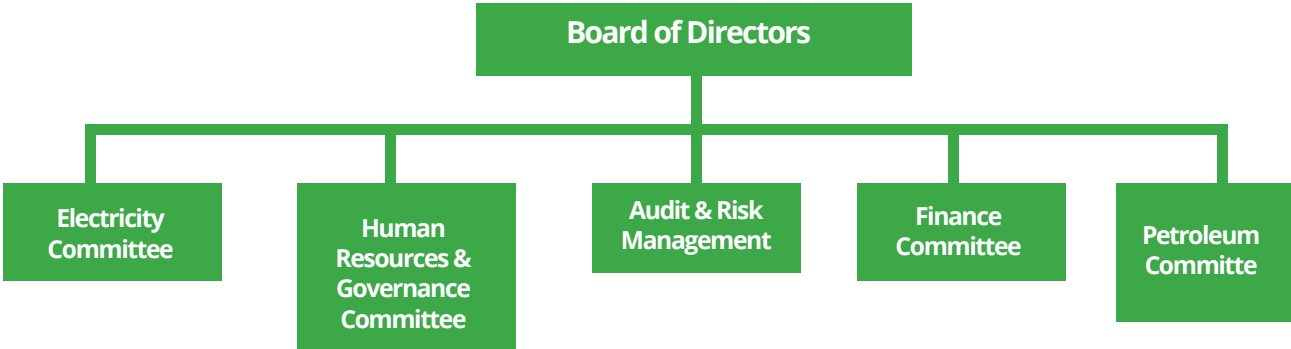 Board of Directors
Electricity
Committee
Human
Resources &
Governance
Committee
Audit & Risk
Management
Finance
Committee
Petroleum
Committe